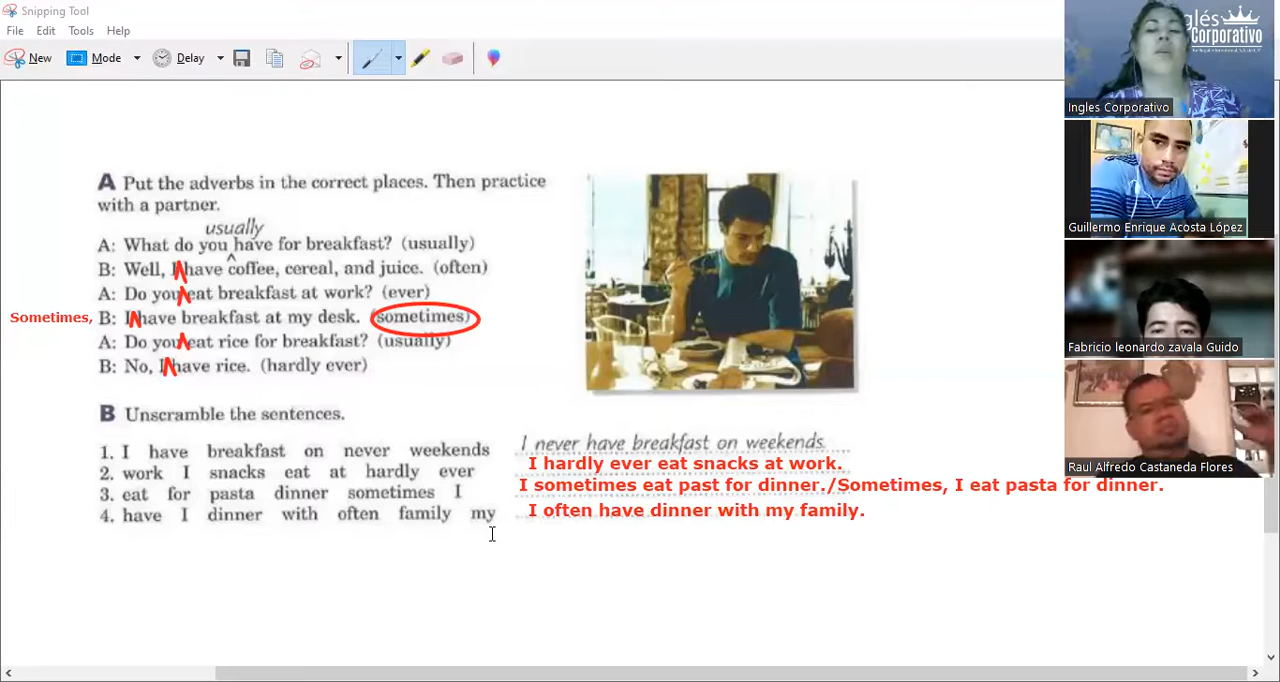 Snipping Tool
File Edit Tools Help
New Mode Delay
glés
Corporativo
Ingles Corporativo
Guillermo Enrique Acosta López
Fabricio leonardo zavala Guido
Raul Alfredo Castaneda Flores
A Put the adverbs in the correct places. Then practice
with a partner.
usually
A: What do you have for breakfast? (usually)
B: Well, I have coffee, cereal, and juice. (often)
A: Do you eat breakfast at work? (ever)
Sometimes, B: I have breakfast at my desk. (sometimes)
A: Do you eat rice for breakfast? (usually)
B: No, I have rice. (hardly ever)
B Unscramble the sentences.
1. I have breakfast on never weekends I never have breakfast on weekends.
2. work I snacks eat at hardly ever I hardly ever eat snacks at work.
3. eat for pasta dinner sometimes I I sometimes eat past for dinner./Sometimes, I eat pasta for dinner.
4. have I dinner with often family my I often have dinner with my family.